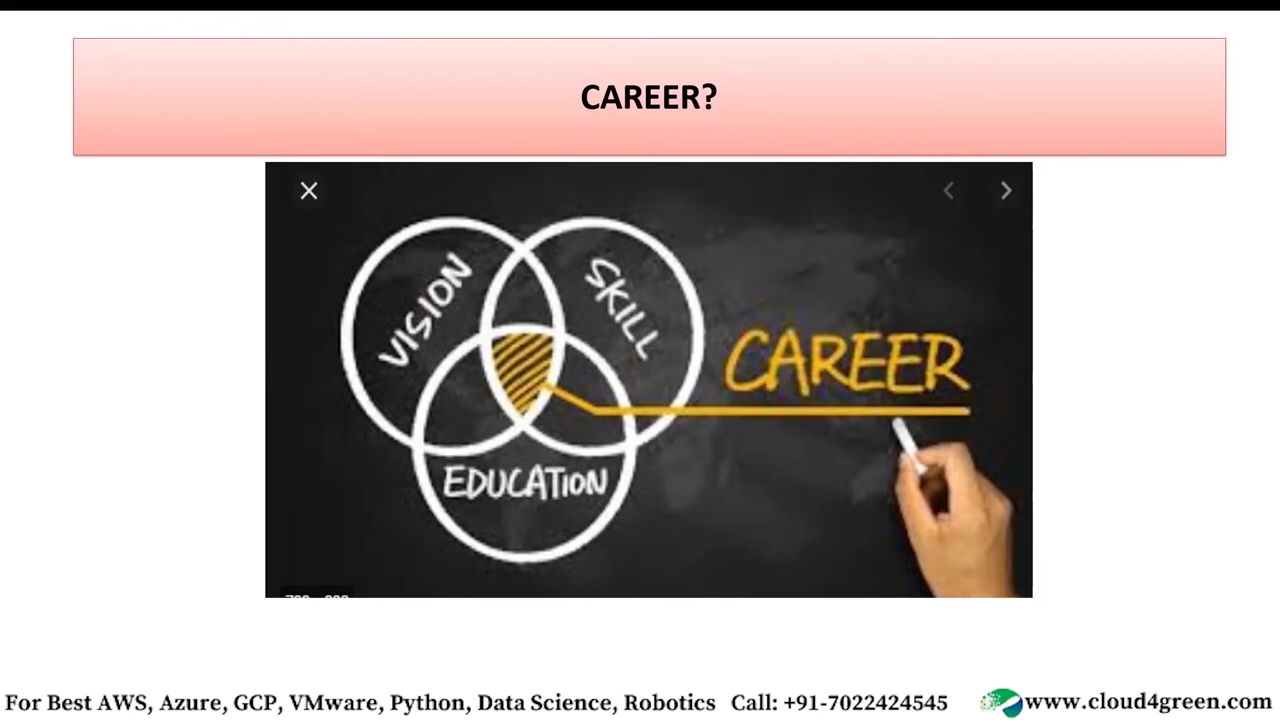 CAREER?
VISION
SKILL
CAREER
EDUCATION
For Best AWS, Azure, GCP, VMware, Python, Data Science, Robotics Call: +91-7022424545 www.cloud4green.com